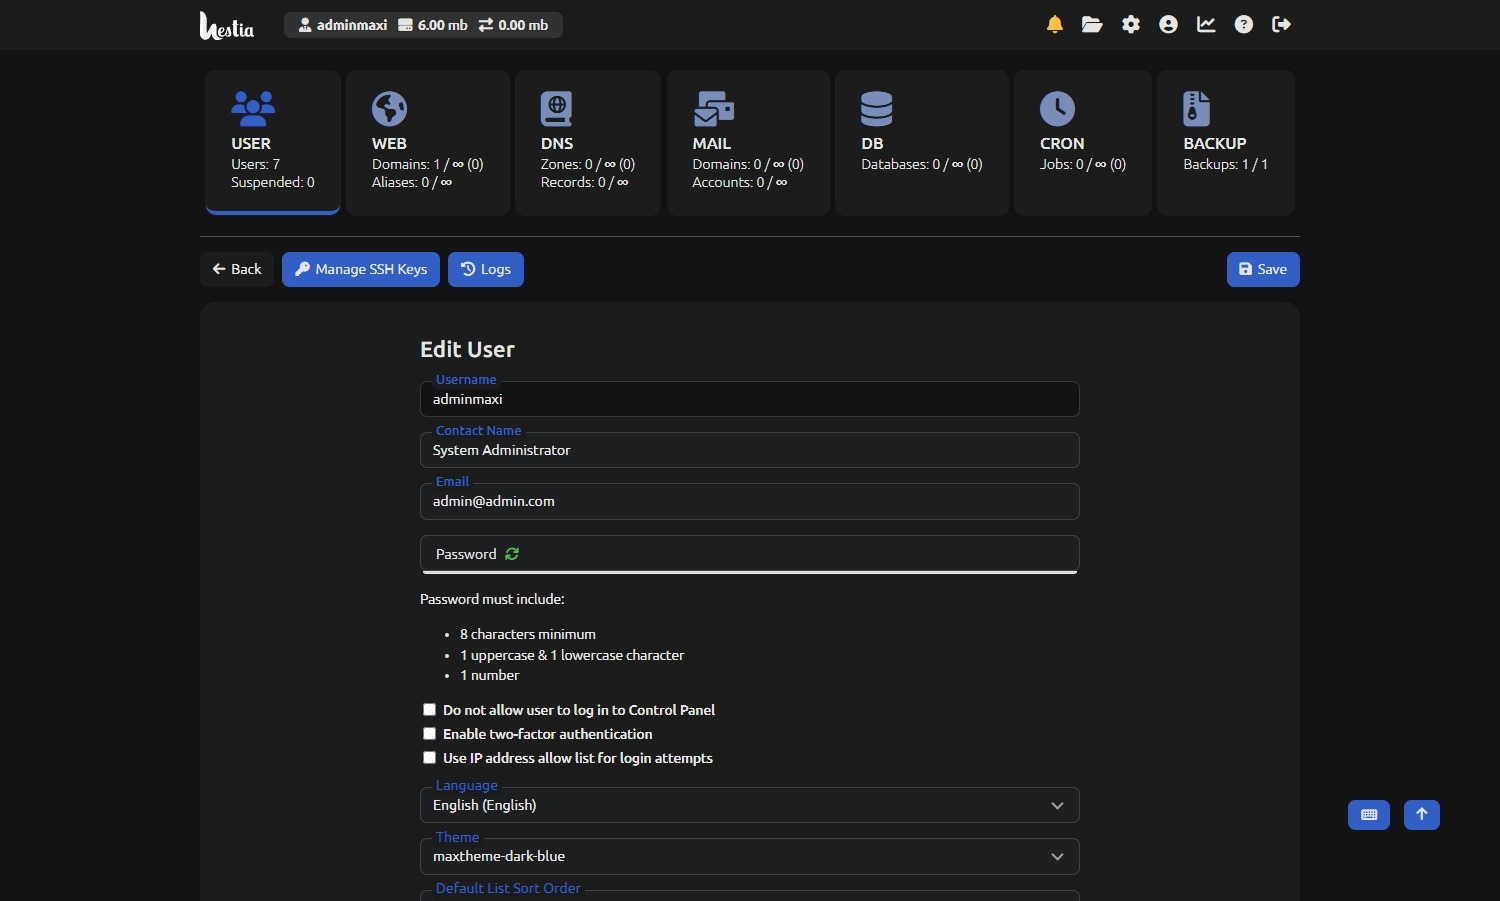 hestia
adminmaxi 6.00 mb 0.00 mb
USER
Users: 7
Suspended: 0
WEB
Domains: 1 / ∞ (0)
Aliases: 0 / ∞
DNS
Zones: 0 / ∞ (0)
Records: 0 / ∞
MAIL
Domains: 0 / ∞ (0)
Accounts: 0 / ∞
DB
Databases: 0 / ∞ (0)
CRON
Jobs: 0 / ∞ (0)
BACKUP
Backups: 1 / 1
Back
Manage SSH Keys
Logs
Save
Edit User
Username
adminmaxi
Contact Name
System Administrator
Email
admin@admin.com
Password
Password must include:
• 8 characters minimum
• 1 uppercase & 1 lowercase character
• 1 number
Do not allow user to log in to Control Panel
Enable two-factor authentication
Use IP address allow list for login attempts
Language
English (English)
Theme
maxtheme-dark-blue
Default List Sort Order